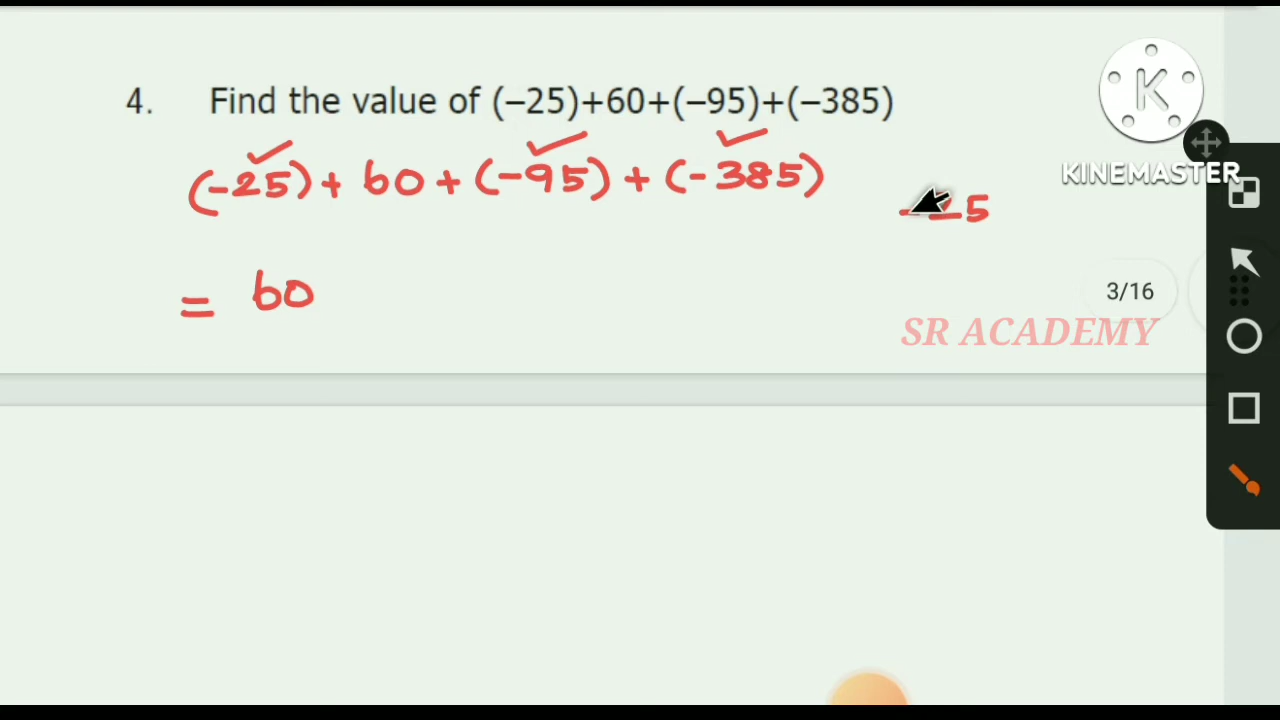 4. Find the value of (–25)+60+(–95)+(–385)
(-25) + 60 + (-95) + (-385)
5
= 60
3/16
SR ACADEMY
K
KINEMASTER